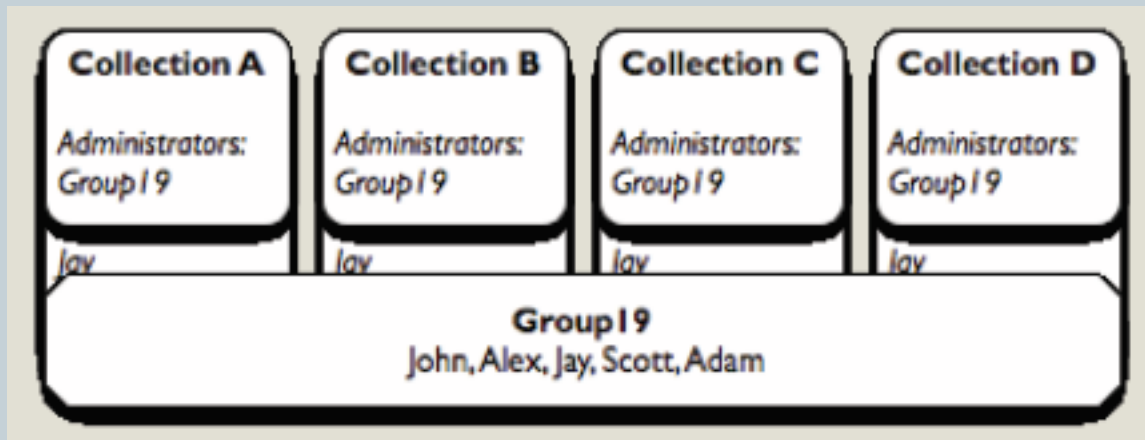 Collection A
Administrators:
Group19
Jay
Collection B
Administrators:
Group19
Jay
Collection C
Administrators:
Group19
Jay
Collection D
Administrators:
Group19
Jay
Group19
John, Alex, Jay, Scott, Adam